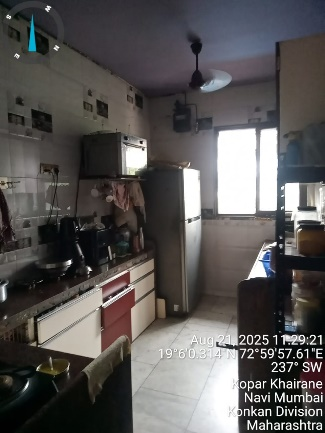 Aug 21, 2025 11:29:21
19°6'0.314"N 72°59'57.61"E
237° SW
Kopar Khairane
Navi Mumbai
Konkan Division
Maharashtra